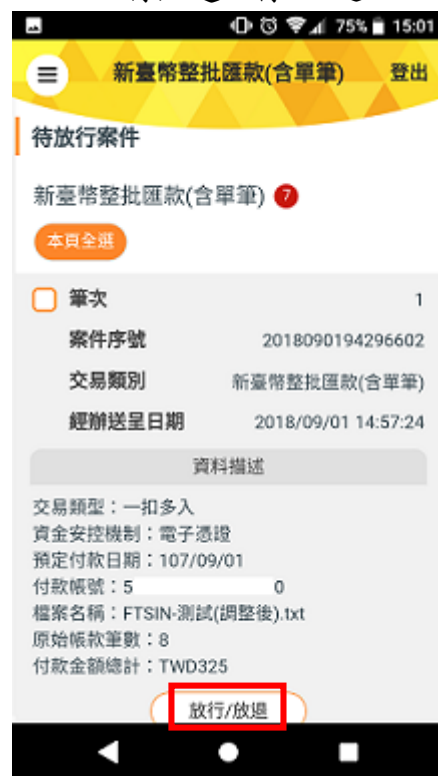 75% 15:01
新臺幣整批匯款(含單筆) 登出
待放行案件
新臺幣整批匯款(含單筆) 7
本頁全選
筆次 1
案件序號 2018090194296602
交易類別 新臺幣整批匯款(含單筆)
經辦送呈日期 2018/09/01 14:57:24
資料描述
交易類型：一扣多入
資金安控機制：電子憑證
預定付款日期：107/09/01
付款帳號：5 0
檔案名稱：FTSIN-測試(調整後).txt
原始帳款筆數：8
付款金額總計：TWD325
放行/放退